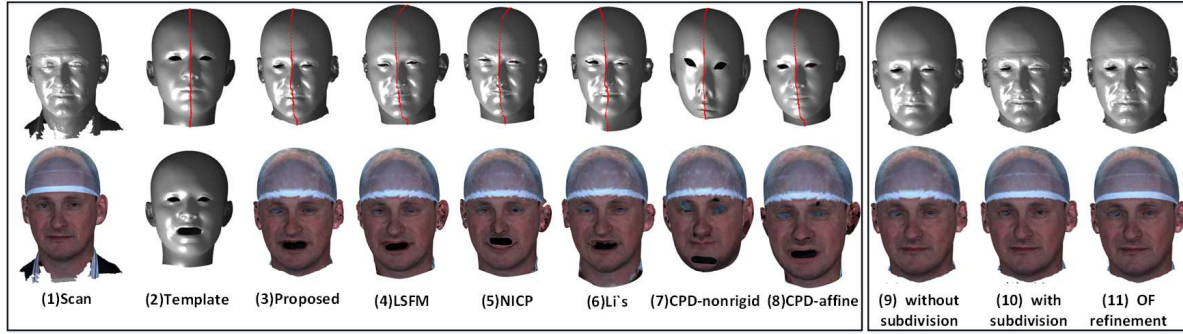 (1)Scan
(2)Template
(3)Proposed
(4)LSFM
(5)NICP
(6)Li`s
(7)CPD-nonrigid
(8)CPD-affine
(9) without
subdivision
(10) with
subdivision
(11) OF
refinement